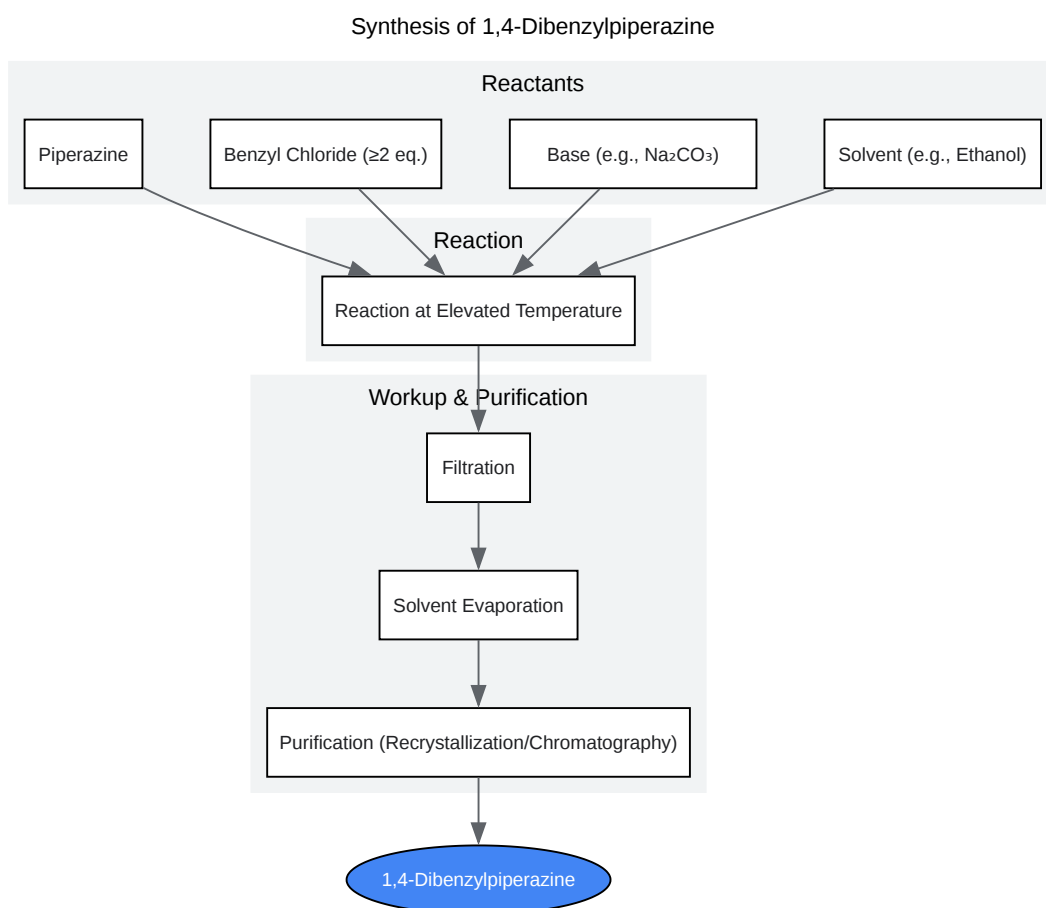 Synthesis of 1,4-Dibenzylpiperazine
Reactants
Piperazine
Benzyl Chloride (≥2 eq.)
Base (e.g., Na₂CO₃)
Solvent (e.g., Ethanol)
Reaction
Reaction at Elevated Temperature
Workup & Purification
Filtration
Solvent Evaporation
Purification (Recrystallization/Chromatography)
1,4-Dibenzylpiperazine